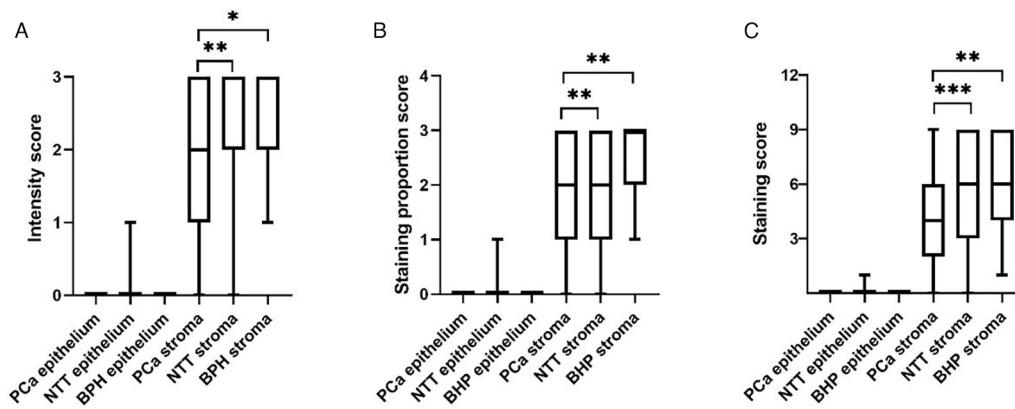 A
*
**
3
2
1
0
Intensity score
PCa epithelium
NTT epithelium
BPH epithelium
PCa stroma
NTT stroma
BPH stroma
B
**
**
4
3
2
1
0
Staining proportion score
PCa epithelium
NTT epithelium
BHP epithelium
PCa stroma
NTT stroma
BHP stroma
C
**
***
12
9
6
3
Staining score
PCa epithelium
NTT epithelium
BHP epithelium
PCa stroma
NTT stroma
BHP stroma